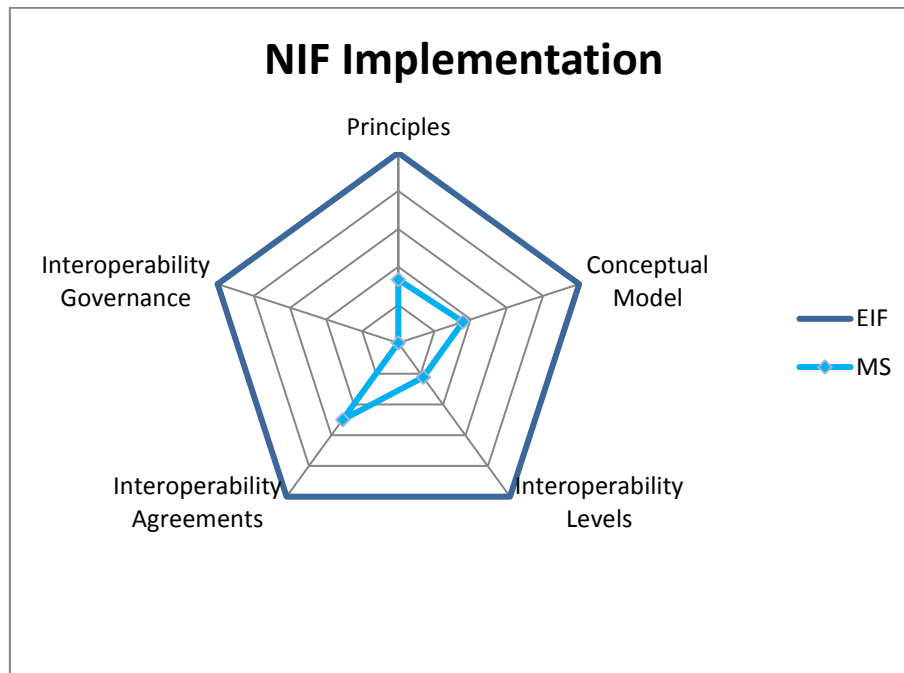 NIF Implementation
Principles
Interoperability
Governance
Conceptual
Model
EIF
MS
Interoperability
Agreements
Interoperability
Levels